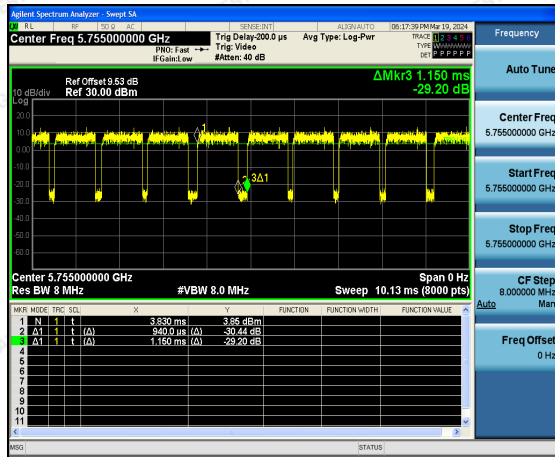 Agilent Spectrum Analyzer - Swept SA
RL RF 50 Ω AC SENSE:INT ALIGNAUTO 06:17:39 PM Mar 19, 2024
Center Freq 5.755000000 GHz
PNO: Fast
IFGain:Low
Trig Delay-200.0 µs
Trig: Video
#Atten: 40 dB
Avg Type: Log-Pwr
TRACE 1 2 3 4 5 6
TYPE WWWWWW
DET P P P P P P
Ref Offset 9.53 dB
Ref 30.00 dBm
ΔMkr3 1.150 ms
-29.20 dB
10 dB/div
Log
20.0
10.0
0.00
-10.0
-20.0
-30.0
-40.0
-50.0
-60.0
1
3Δ1
Center 5.755000000 GHz
Span 0 Hz
Res BW 8 MHz
#VBW 8.0 MHz
Sweep 10.13 ms (8000 pts)
MKR MODE TRC SCL X Y FUNCTION FUNCTION WIDTH FUNCTION VALUE
1 N 1 t 3.830 ms 3.85 dBm
2 Δ1 1 t (Δ) 940.0 µs (Δ) -30.44 dB
3 Δ1 1 t (Δ) 1.150 ms (Δ) -29.20 dB
4
5
6
7
8
9
10
11
MSG
STATUS
Frequency
Auto Tune
Center Freq
5.755000000 GHz
Start Freq
5.755000000 GHz
Stop Freq
5.755000000 GHz
CF Step
8.000000 MHz
Auto Man
Freq Offset
0 Hz